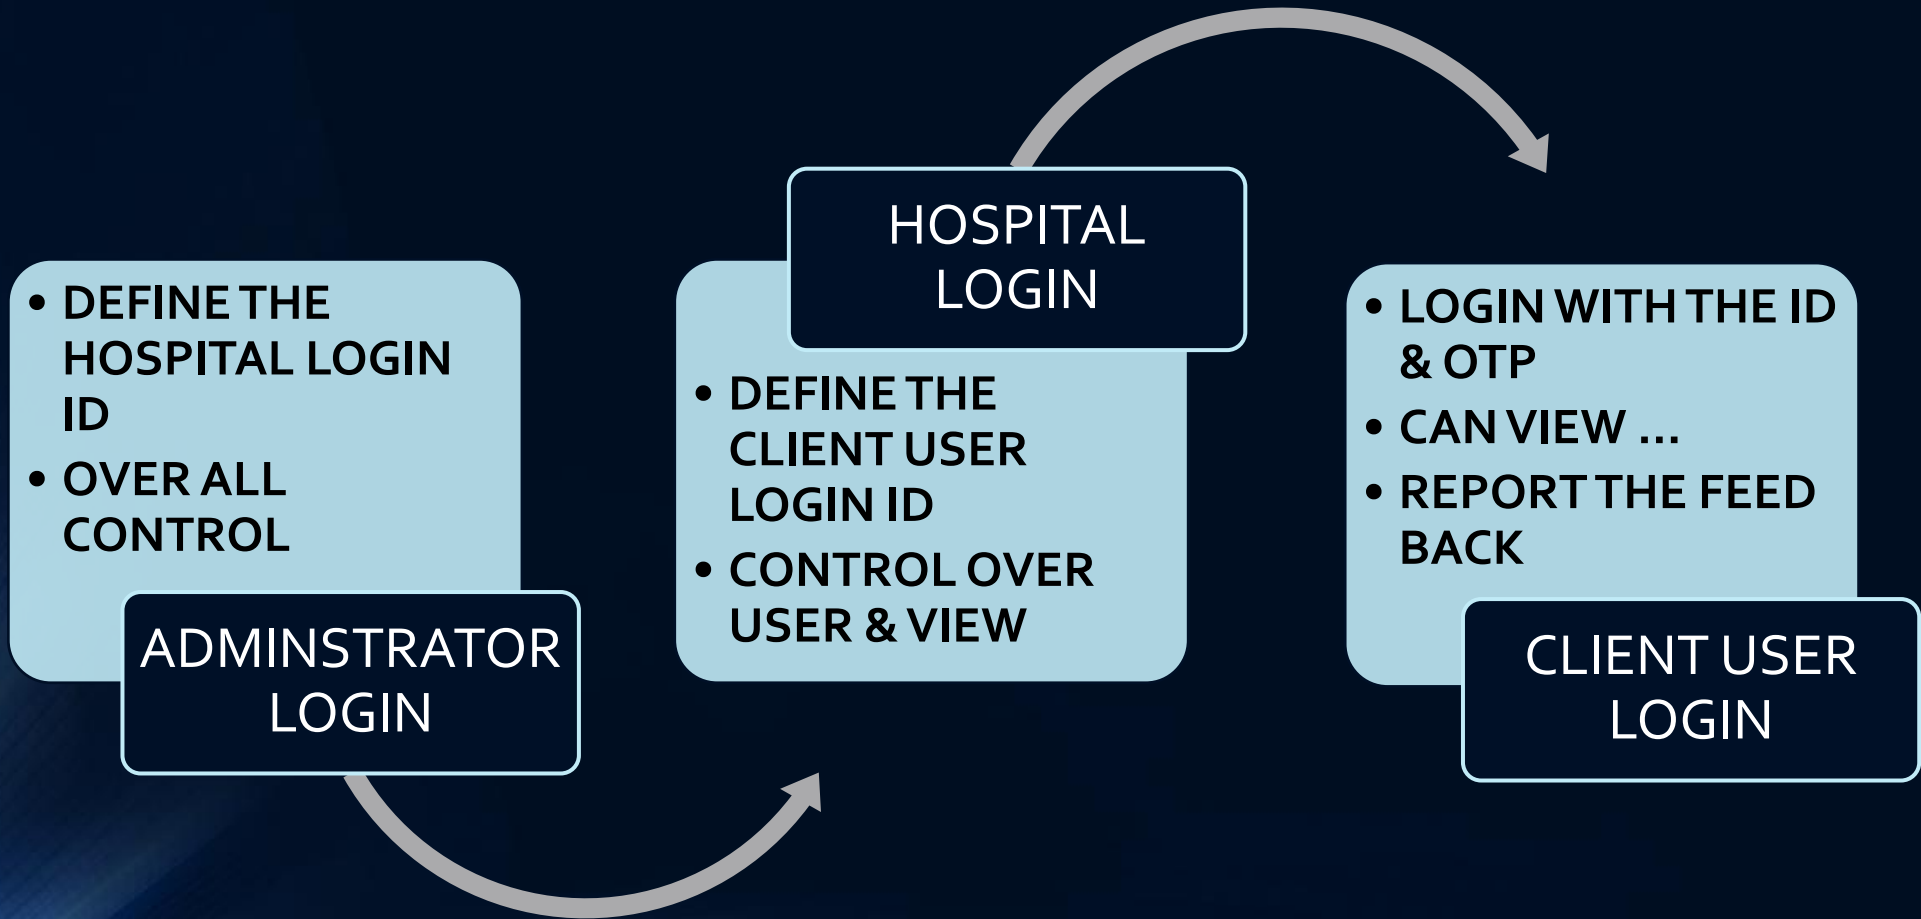 • DEFINE THE
HOSPITAL LOGIN
ID
• OVER ALL
CONTROL
ADMINSTRATOR
LOGIN
HOSPITAL
LOGIN
• DEFINE THE
CLIENT USER
LOGIN ID
• CONTROL OVER
USER & VIEW
• LOGIN WITH THE ID
& OTP
• CAN VIEW ...
• REPORT THE FEED
BACK
CLIENT USER
LOGIN